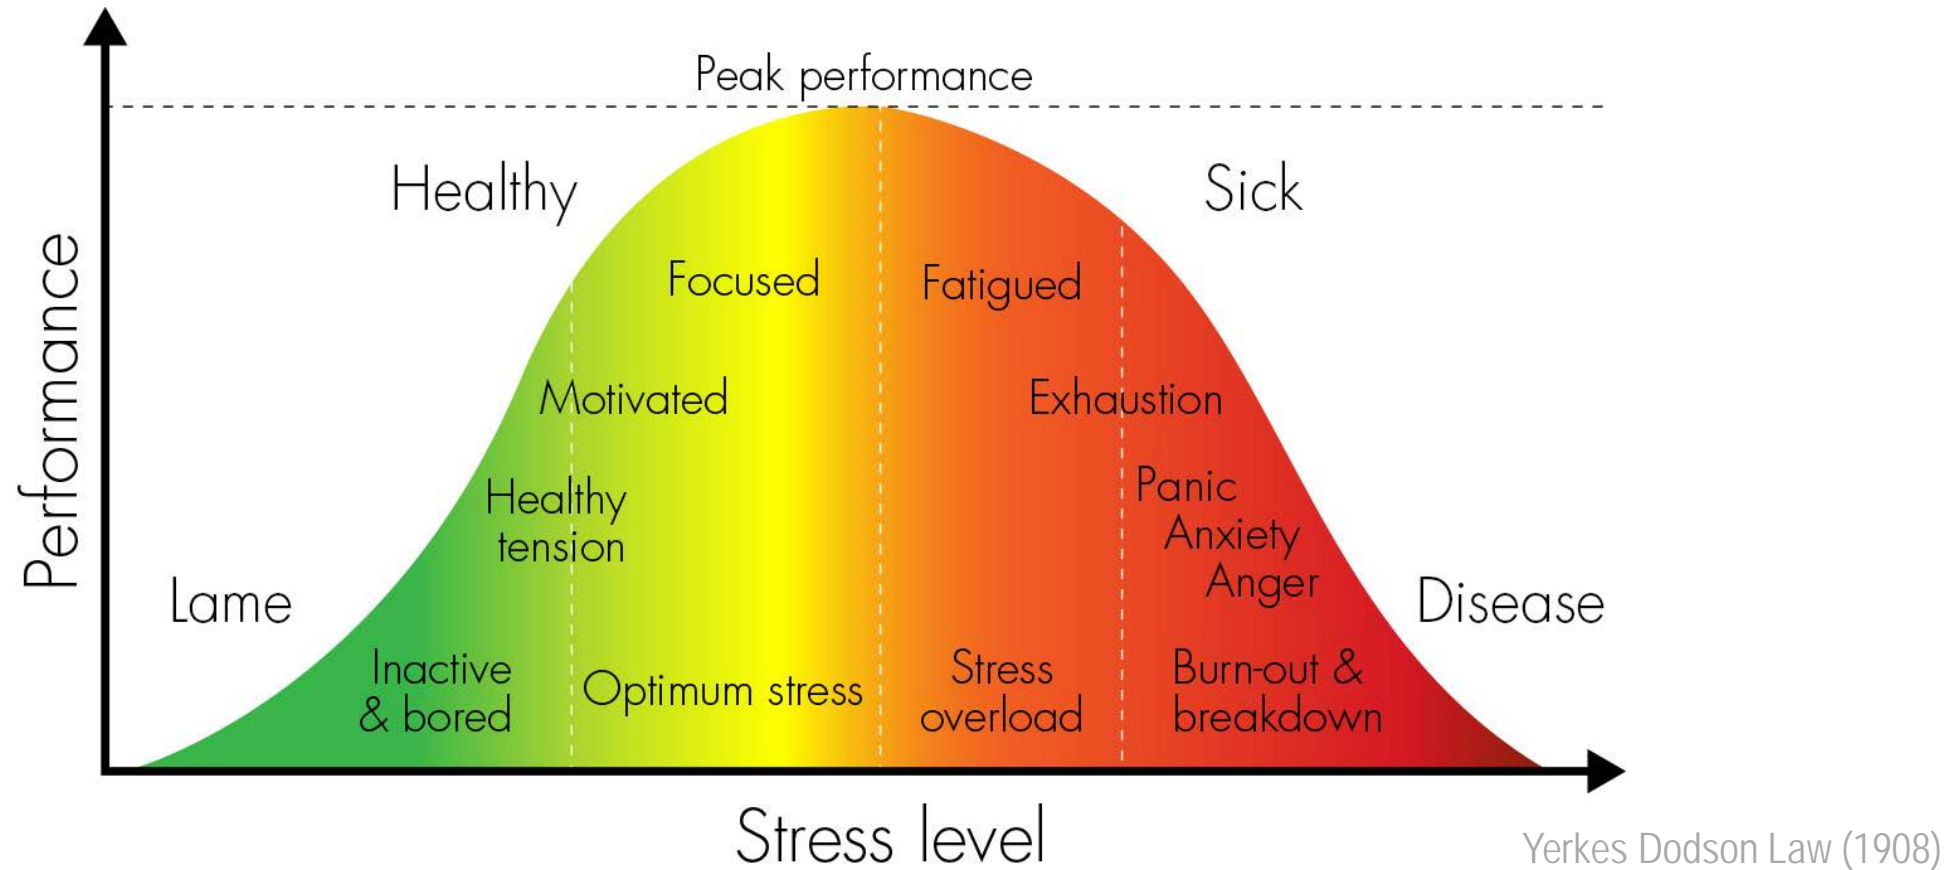 Peak performance
Healthy
Sick
Focused
Fatigued
Motivated
Exhaustion
Healthy
tension
Panic
Anxiety
Anger
Lame
Disease
Inactive
& bored
Optimum stress
Stress
overload
Burn-out &
breakdown
Performance
Stress level
Yerkes Dodson Law (1908)